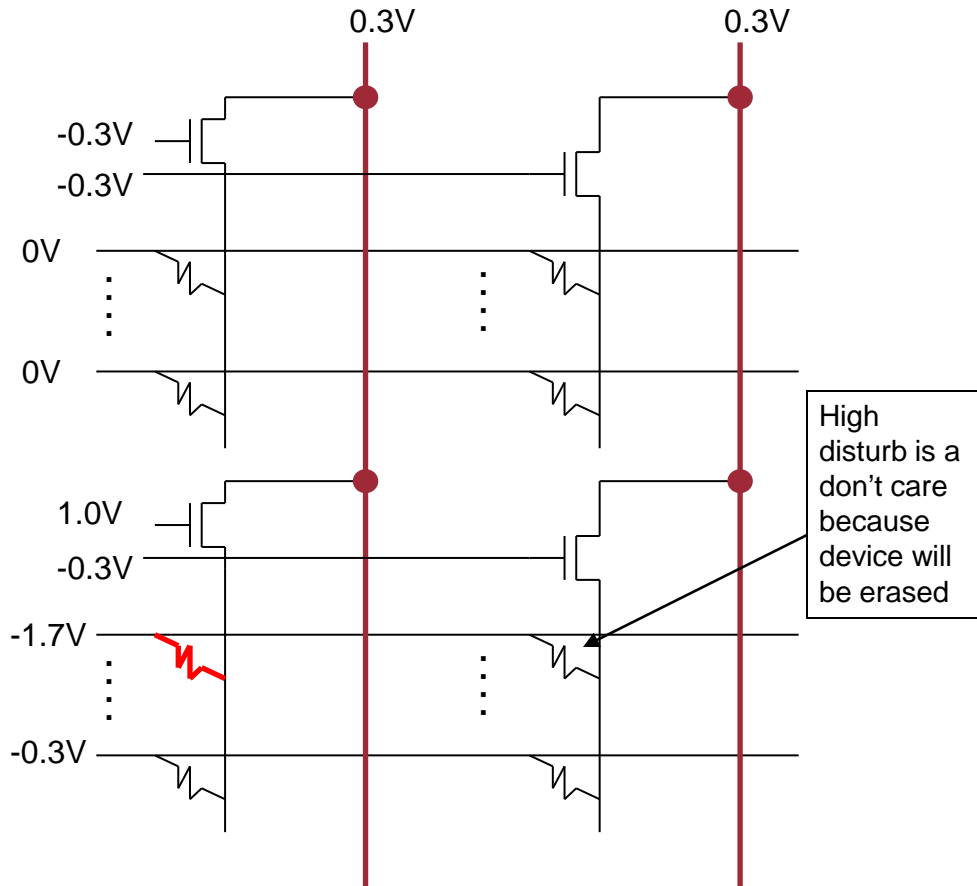 0.3V 0.3V
-0.3V
-0.3V
0V
0V
High
disturb is a
don't care
because
device will
be erased
1.0V
-0.3V
-1.7V
-0.3V